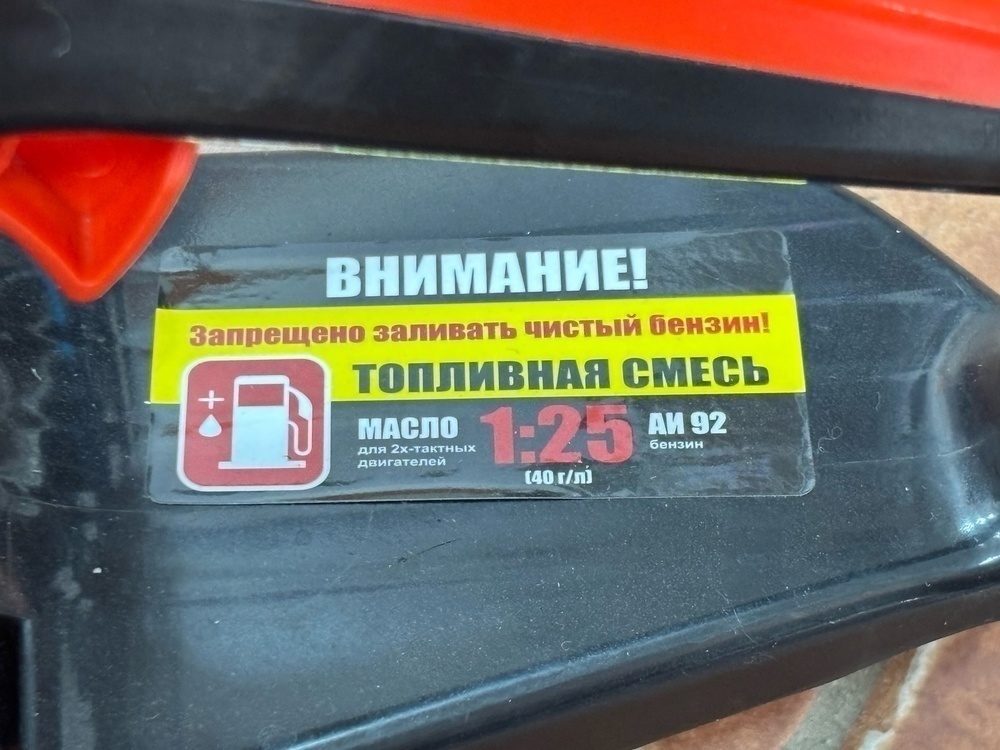 ВНИМАНИЕ!
Запрещено заливать чистый бензин!
ТОПЛИВНАЯ СМЕСЬ
МАСЛО
для 2х-тактных
двигателей
1:25
(40 г/л)
АИ 92
бензин